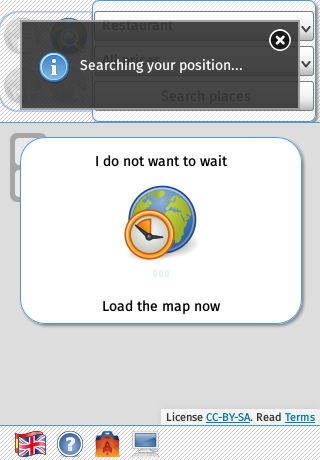 Restaurant
Searching your position...
Search places
I do not want to wait
Load the map now
License CC-BY-SA. Read Terms